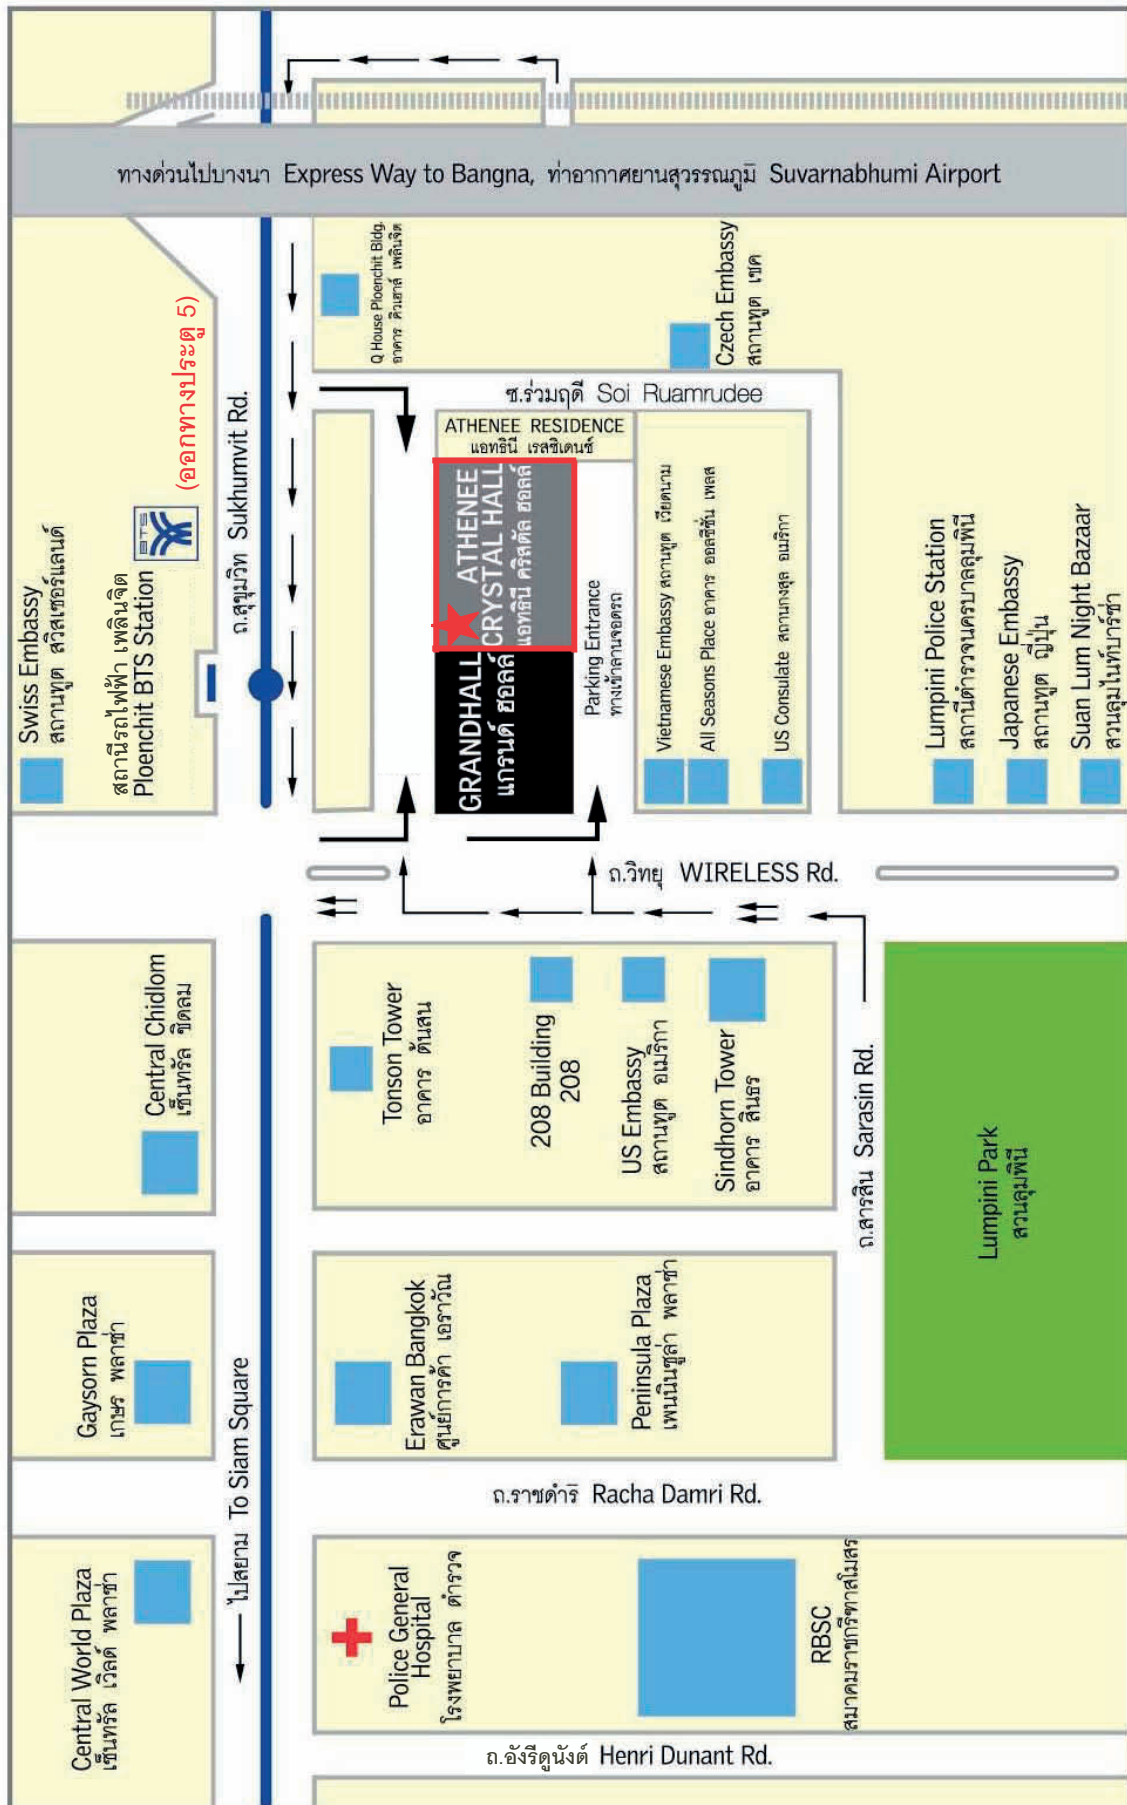 ทางด่วนไปบางนา Express Way to Bangna, ท่าอากาศยานสุวรรณภูมิ Suvarnabhumi Airport
Swiss Embassy
สถานทูต สวิสเซอร์แลนด์
สถานีรถไฟฟ้า เพลินจิต
Ploenchit BTS Station
BTS
(ออกทางประตู 5)
ถ.สุขุมวิท Sukhumvit Rd.
Q House Ploenchit Bldg.
อาคาร คิวเฮาส์ เพลินจิต
Czech Embassy
สถานทูต เชค
ซ.ร่วมฤดี Soi Ruamrudee
ATHENEE RESIDENCE
แอทธินี เรสซิเดนซ์
ATHENEE
CRYSTAL HALL
แอทธินี คริสตัล ฮอลล์
GRANDHALL
แกรนด์ ฮอลล์
Parking Entrance
ทางเข้าลานจอดรถ
Vietnamese Embassy สถานทูต เวียดนาม
All Seasons Place อาคาร ออลซีซั่น เพลส
US Consulate สถานกงสุล อเมริกา
Lumpini Police Station
สถานีตำรวจนครบาลลุมพินี
Japanese Embassy
สถานทูต ญี่ปุ่น
Suan Lum Night Bazaar
สวนลุมไนท์บาร์ซ่า
ถ.วิทยุ WIRELESS Rd.
Central Chidlom
เซ็นทรัล ชิดลม
Tonson Tower
อาคาร ต้นสน
208 Building
208
US Embassy
สถานทูต อเมริกา
Sindhorn Tower
อาคาร สินธร
ถ.สารสิน Sarasin Rd.
Lumpini Park
สวนลุมพินี
Gaysorn Plaza
เกษร พลาซ่า
Erawan Bangkok
ศูนย์การค้า เอราวัณ
Peninsula Plaza
เพนนินซูล่า พลาซ่า
ไปสยาม To Siam Square
ถ.ราชดำริ Racha Damri Rd.
Central World Plaza
เซ็นทรัล เวิลด์ พลาซ่า
Police General
Hospital
โรงพยาบาล ตำรวจ
RBSC
สมาคมราชกรีฑาสโมสร
ถ.อังรีดูนังต์ Henri Dunant Rd.